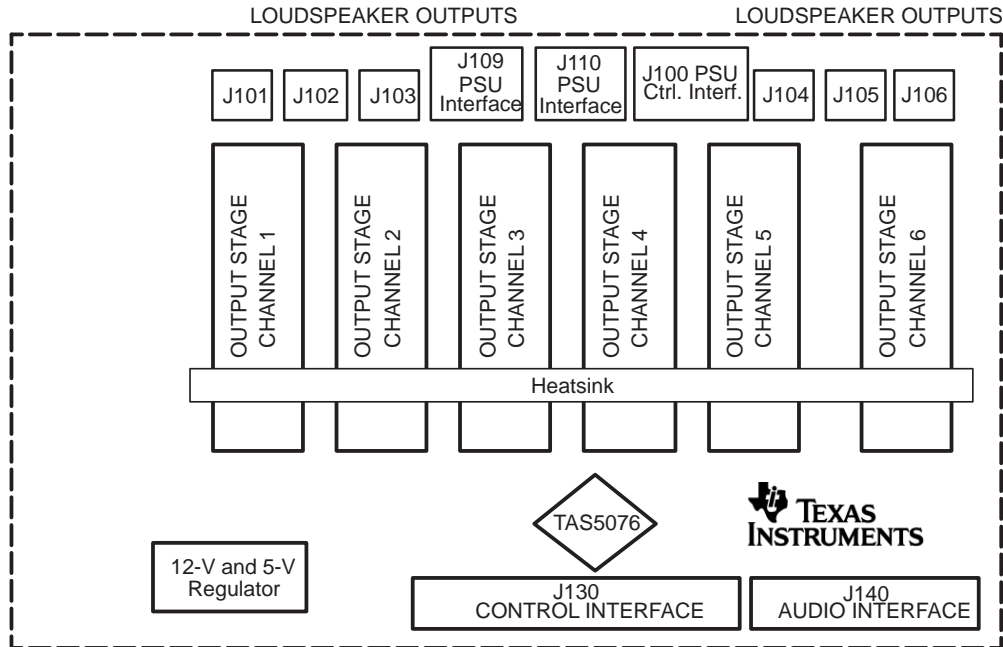 LOUDSPEAKER OUTPUTS
LOUDSPEAKER OUTPUTS
J101
J102
J103
J109
PSU
Interface
J110
PSU
Interface
J100 PSU
Ctrl. Interf.
J104
J105
J106
OUTPUT STAGE
CHANNEL 1
OUTPUT STAGE
CHANNEL 2
OUTPUT STAGE
CHANNEL 3
OUTPUT STAGE
CHANNEL 4
OUTPUT STAGE
CHANNEL 5
OUTPUT STAGE
CHANNEL 6
Heatsink
TAS5076
TEXAS
INSTRUMENTS
12-V and 5-V
Regulator
J130
CONTROL INTERFACE
J140
AUDIO INTERFACE